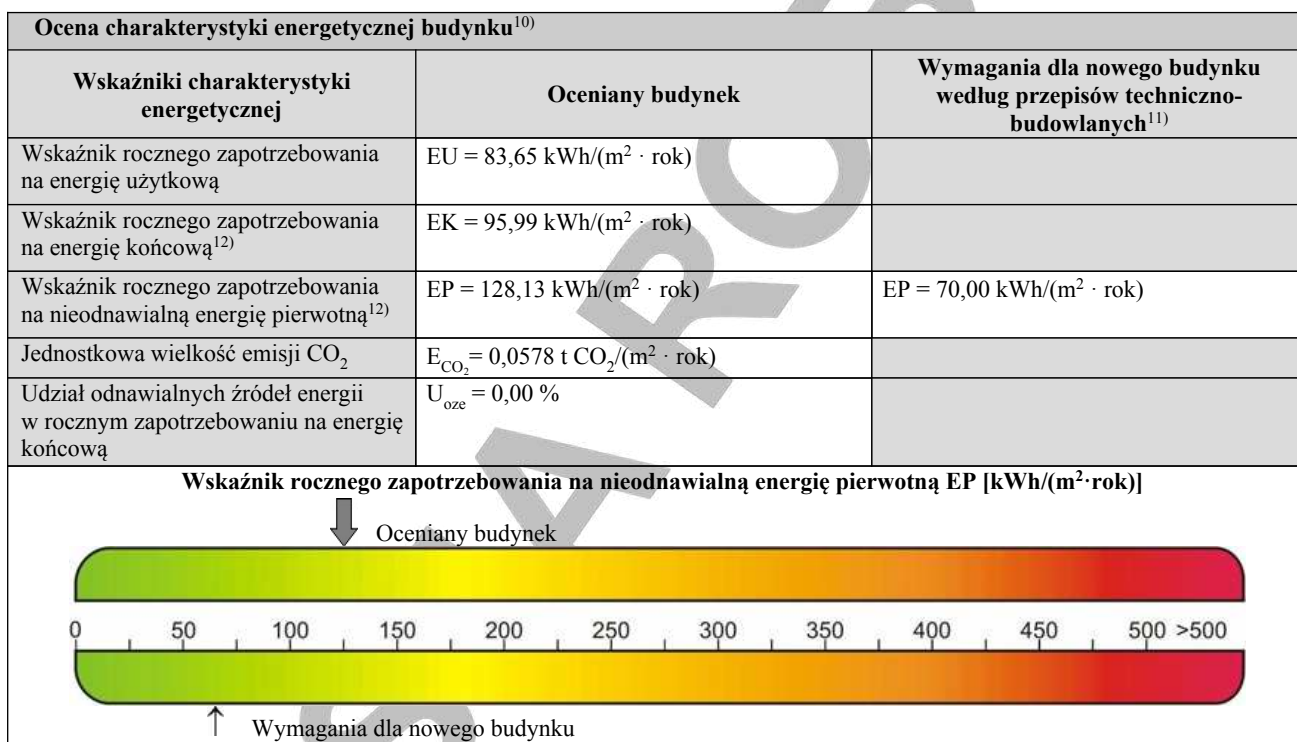 Ocena charakterystyki energetycznej budynku¹⁰⁾
Wskaźniki charakterystyki
energetycznej
Oceniany budynek
Wymagania dla nowego budynku
według przepisów techniczno-
budowlanych¹¹⁾
Wskaźnik rocznego zapotrzebowania
na energię użytkową
EU = 83,65 kWh/(m² · rok)
Wskaźnik rocznego zapotrzebowania
na energię końcową¹²⁾
EK = 95,99 kWh/(m² · rok)
Wskaźnik rocznego zapotrzebowania
na nieodnawialną energię pierwotną¹²⁾
EP = 128,13 kWh/(m² · rok)
EP = 70,00 kWh/(m² · rok)
Jednostkowa wielkość emisji CO₂
E_CO₂= 0,0578 t CO₂/(m² · rok)
Udział odnawialnych źródeł energii
w rocznym zapotrzebowaniu na energię
końcową
U_oze = 0,00 %
Wskaźnik rocznego zapotrzebowania na nieodnawialną energię pierwotną EP [kWh/(m²·rok)]
Oceniany budynek
0 50 100 150 200 250 300 350 400 450 500 >500
Wymagania dla nowego budynku